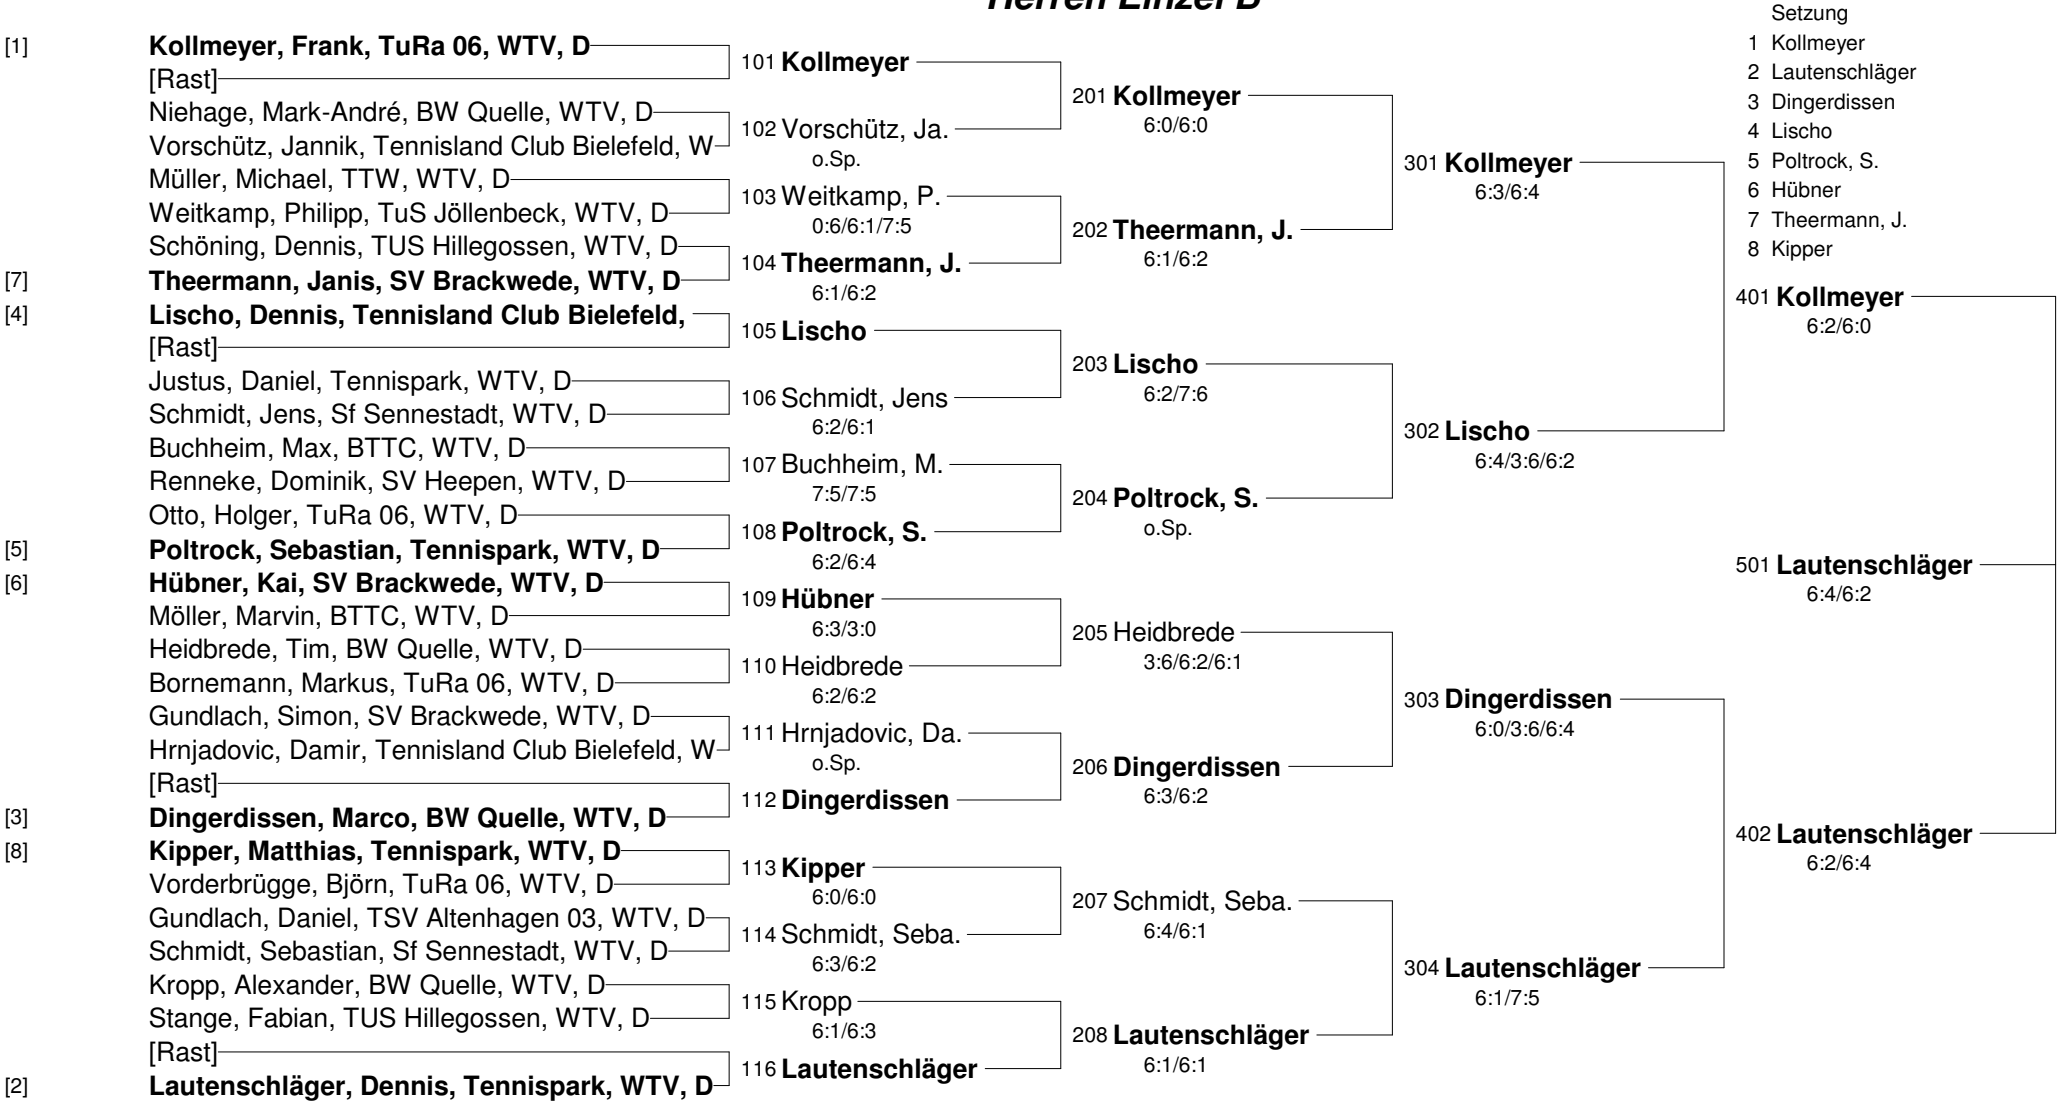 Herren Einzel B
Setzung
1 Kollmeyer
2 Lautenschläger
3 Dingerdissen
4 Lischo
5 Poltrock, S.
6 Hübner
7 Theermann, J.
8 Kipper
[1] Kollmeyer, Frank, TuRa 06, WTV, D
[Rast]
Niehage, Mark-André, BW Quelle, WTV, D
Vorschütz, Jannik, Tennisland Club Bielefeld, W
Müller, Michael, TTW, WTV, D
Weitkamp, Philipp, TuS Jöllenbeck, WTV, D
Schöning, Dennis, TUS Hillegossen, WTV, D
[7] Theermann, Janis, SV Brackwede, WTV, D
[4] Lischo, Dennis, Tennisland Club Bielefeld,
[Rast]
Justus, Daniel, Tennispark, WTV, D
Schmidt, Jens, Sf Sennestadt, WTV, D
Buchheim, Max, BTTC, WTV, D
Renneke, Dominik, SV Heepen, WTV, D
Otto, Holger, TuRa 06, WTV, D
[5] Poltrock, Sebastian, Tennispark, WTV, D
[6] Hübner, Kai, SV Brackwede, WTV, D
Möller, Marvin, BTTC, WTV, D
Heidbrede, Tim, BW Quelle, WTV, D
Bornemann, Markus, TuRa 06, WTV, D
Gundlach, Simon, SV Brackwede, WTV, D
Hrnjadovic, Damir, Tennisland Club Bielefeld, W
[Rast]
[3] Dingerdissen, Marco, BW Quelle, WTV, D
[8] Kipper, Matthias, Tennispark, WTV, D
Vorderbrügge, Björn, TuRa 06, WTV, D
Gundlach, Daniel, TSV Altenhagen 03, WTV, D
Schmidt, Sebastian, Sf Sennestadt, WTV, D
Kropp, Alexander, BW Quelle, WTV, D
Stange, Fabian, TUS Hillegossen, WTV, D
[Rast]
[2] Lautenschläger, Dennis, Tennispark, WTV, D
101 Kollmeyer
102 Vorschütz, Ja.
o.Sp.
103 Weitkamp, P.
0:6/6:1/7:5
104 Theermann, J.
6:1/6:2
105 Lischo
106 Schmidt, Jens
6:2/6:1
107 Buchheim, M.
7:5/7:5
108 Poltrock, S.
6:2/6:4
109 Hübner
6:3/3:0
110 Heidbrede
6:2/6:2
111 Hrnjadovic, Da.
o.Sp.
112 Dingerdissen
113 Kipper
6:0/6:0
114 Schmidt, Seba.
6:3/6:2
115 Kropp
6:1/6:3
116 Lautenschläger
201 Kollmeyer
6:0/6:0
202 Theermann, J.
6:1/6:2
203 Lischo
6:2/7:6
204 Poltrock, S.
o.Sp.
205 Heidbrede
3:6/6:2/6:1
206 Dingerdissen
6:3/6:2
207 Schmidt, Seba.
6:4/6:1
208 Lautenschläger
6:1/6:1
301 Kollmeyer
6:3/6:4
302 Lischo
6:4/3:6/6:2
303 Dingerdissen
6:0/3:6/6:4
304 Lautenschläger
6:1/7:5
401 Kollmeyer
6:2/6:0
402 Lautenschläger
6:2/6:4
501 Lautenschläger
6:4/6:2